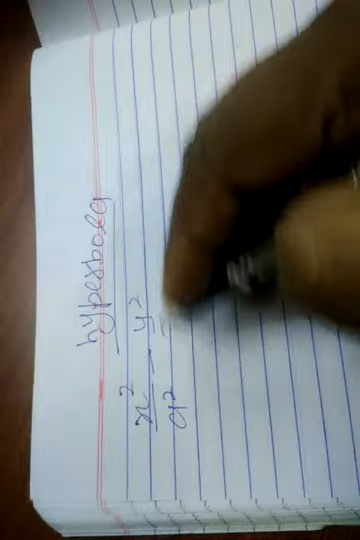 hyperbola
x² / a² - y²